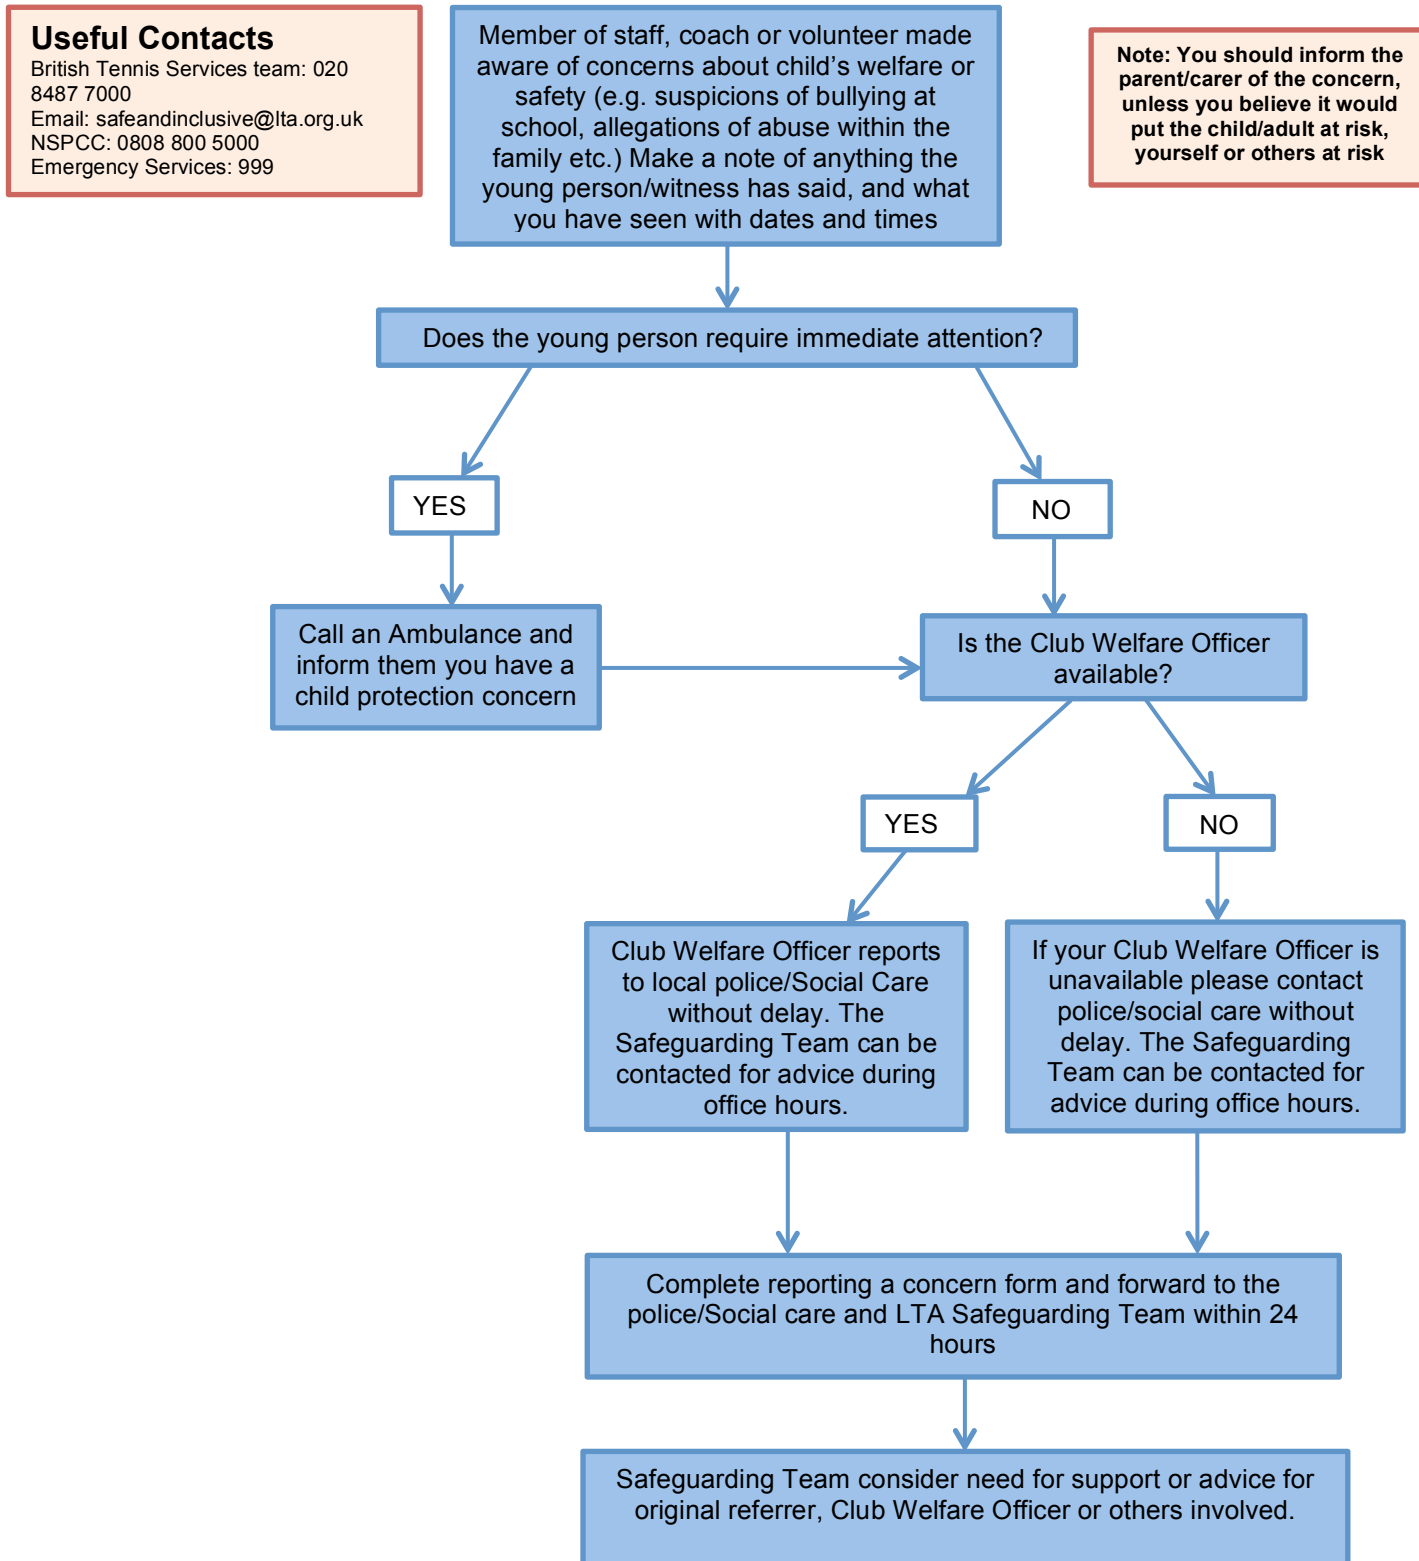 Useful Contacts
British Tennis Services team: 020
8487 7000
Email: safeandinclusive@lta.org.uk
NSPCC: 0808 800 5000
Emergency Services: 999
Member of staff, coach or volunteer made
aware of concerns about child’s welfare or
safety (e.g. suspicions of bullying at
school, allegations of abuse within the
family etc.) Make a note of anything the
young person/witness has said, and what
you have seen with dates and times
Note: You should inform the
parent/carer of the concern,
unless you believe it would
put the child/adult at risk,
yourself or others at risk
Does the young person require immediate attention?
YES
NO
Call an Ambulance and
inform them you have a
child protection concern
Is the Club Welfare Officer
available?
YES
NO
Club Welfare Officer reports
to local police/Social Care
without delay. The
Safeguarding Team can be
contacted for advice during
office hours.
If your Club Welfare Officer is
unavailable please contact
police/social care without
delay. The Safeguarding
Team can be contacted for
advice during office hours.
Complete reporting a concern form and forward to the
police/Social care and LTA Safeguarding Team within 24
hours
Safeguarding Team consider need for support or advice for
original referrer, Club Welfare Officer or others involved.